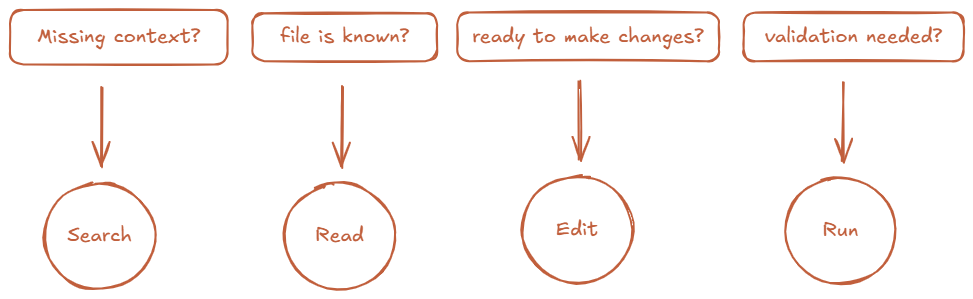 Missing context?
file is known?
ready to make changes?
validation needed?
Search
Read
Edit
Run